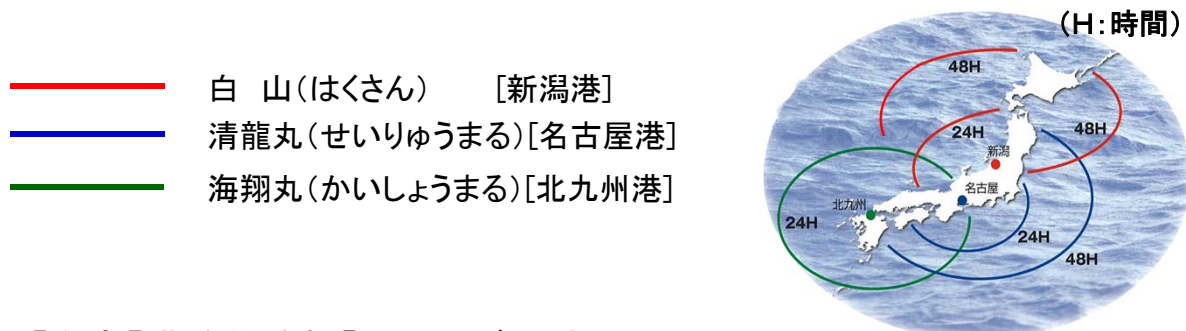 (H:時間)
白　山(はくさん)　　[新潟港]
清龍丸(せいりゅうまる)[名古屋港]
海翔丸(かいしょうまる)[北九州港]
48H
24H
48H
新潟
名古屋
北九州
24H
24H
48H